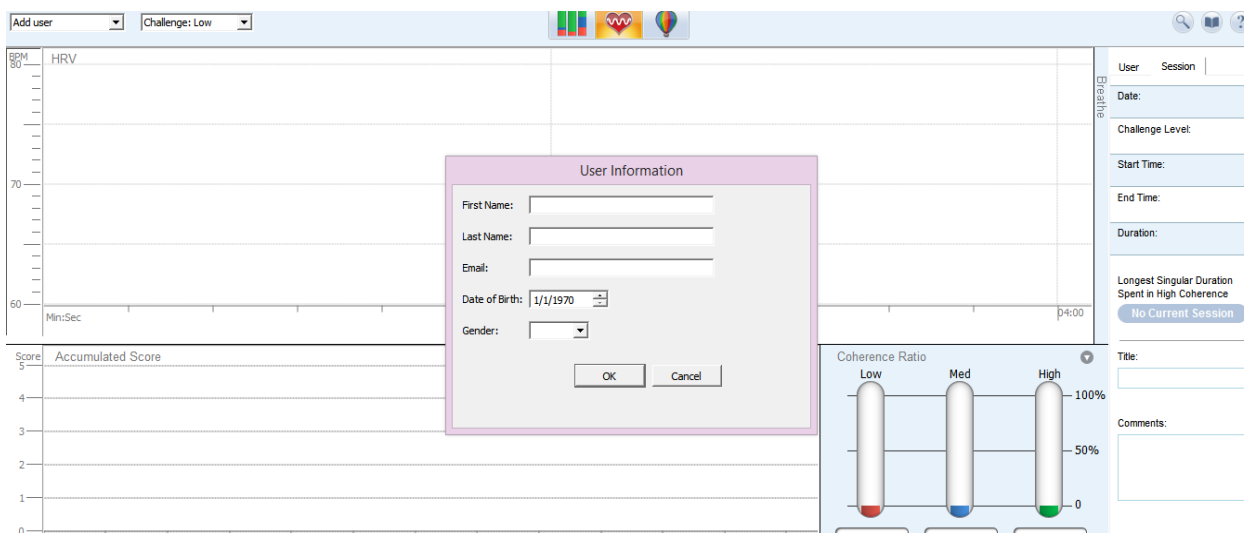 Add user
Challenge: Low
?
BPM
HRV
80
70
60
Min:Sec
04:00
Breathe
User Information
First Name:
Last Name:
Email:
Date of Birth: 1/1/1970
Gender:
OK
Cancel
User
Session
Date:
Challenge Level:
Start Time:
End Time:
Duration:
Longest Singular Duration
Spent in High Coherence
No Current Session
Title:
Comments:
Score
Accumulated Score
5
4
3
2
1
0
Coherence Ratio
Low
Med
High
100%
50%
0